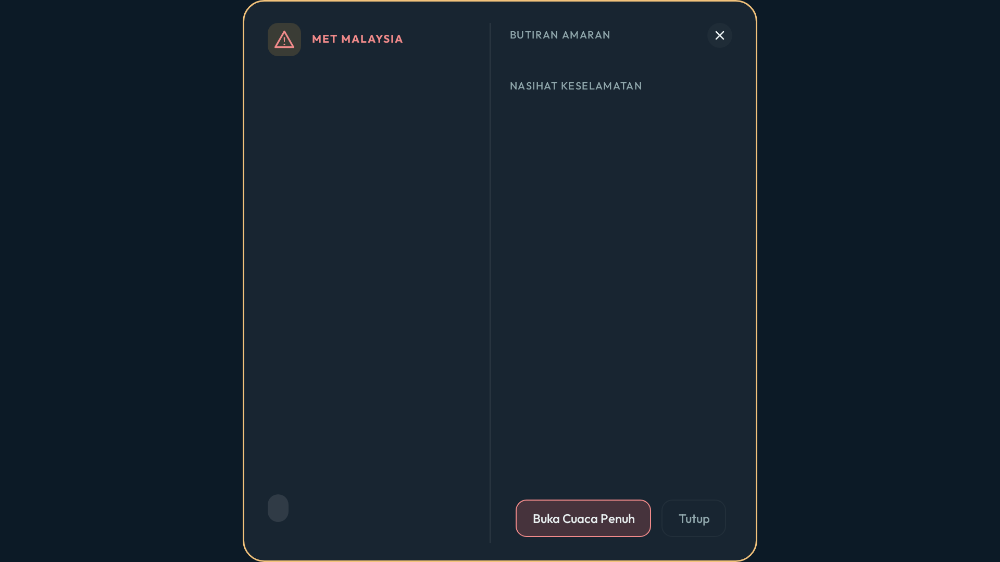 MET MALAYSIA
BUTIRAN AMARAN
NASIHAT KESELAMATAN
Buka Cuaca Penuh
Tutup